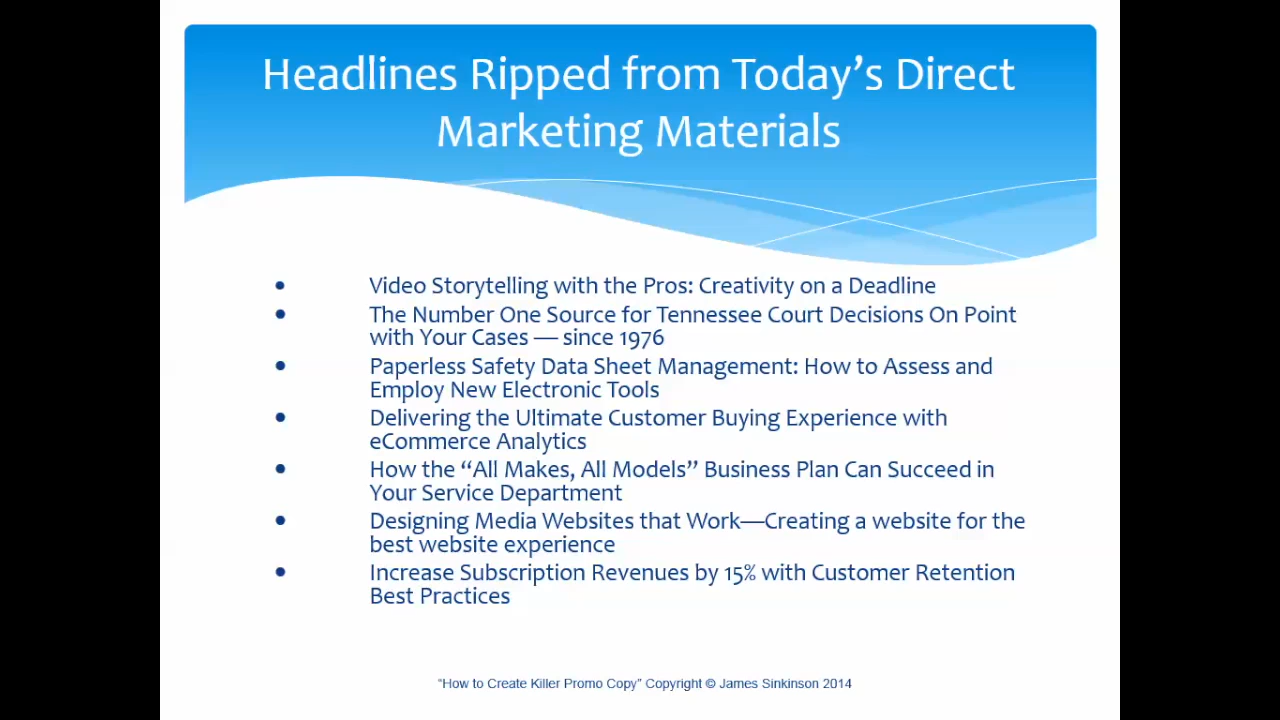 Headlines Ripped from Today’s Direct
Marketing Materials
• Video Storytelling with the Pros: Creativity on a Deadline
• The Number One Source for Tennessee Court Decisions On Point
with Your Cases — since 1976
• Paperless Safety Data Sheet Management: How to Assess and
Employ New Electronic Tools
• Delivering the Ultimate Customer Buying Experience with
eCommerce Analytics
• How the “All Makes, All Models” Business Plan Can Succeed in
Your Service Department
• Designing Media Websites that Work—Creating a website for the
best website experience
• Increase Subscription Revenues by 15% with Customer Retention
Best Practices
“How to Create Killer Promo Copy” Copyright © James Sinkinson 2014